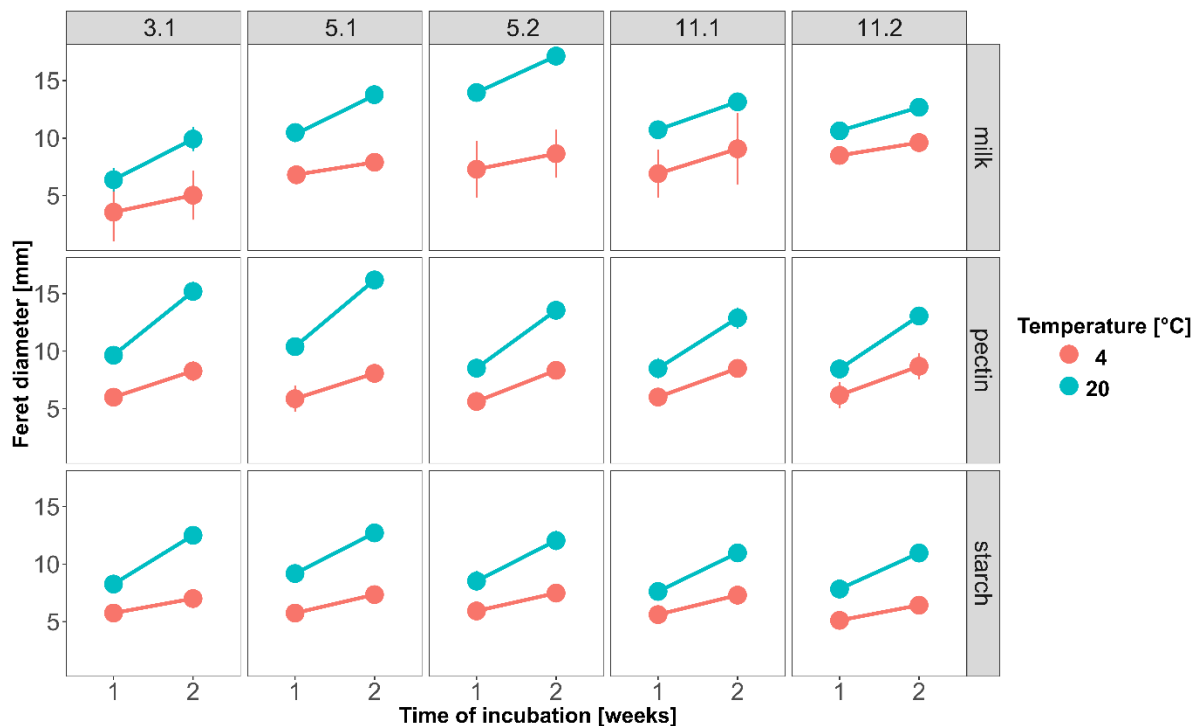 3.1 5.1 5.2 11.1 11.2
15
10
5
milk
15
10
5
pectin
15
10
5
starch
Feret diameter [mm]
1 2 1 2 1 2 1 2 1 2
Time of incubation [weeks]
Temperature [°C]
4
20